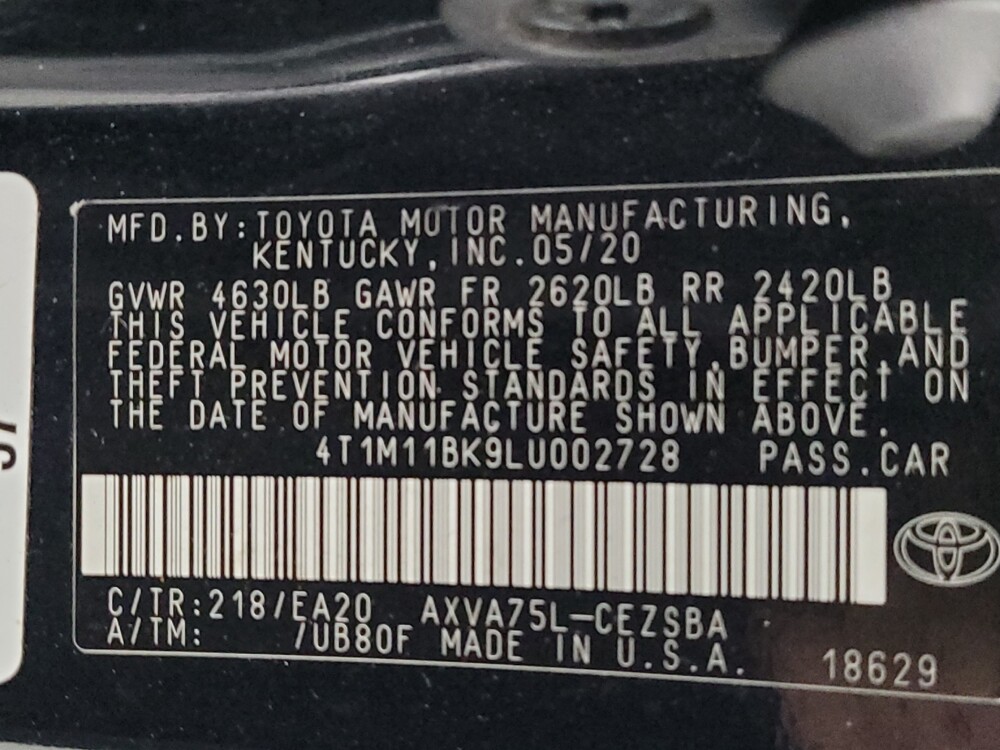 MFD.BY:TOYOTA MOTOR MANUFACTURING,
KENTUCKY,INC.05/20
GVWR 4630LB GAWR FR 2620LB RR 2420LB
THIS VEHICLE CONFORMS TO ALL APPLICABLE
FEDERAL MOTOR VEHICLE SAFETY,BUMPER,AND
THEFT PREVENTION STANDARDS IN EFFECT ON
THE DATE OF MANUFACTURE SHOWN ABOVE.
4T1M11BK9LU002728 PASS.CAR
C/TR:218/EA20 AXVA75L-CEZSBA
A/TM: /UB80F MADE IN U.S.A.
18629